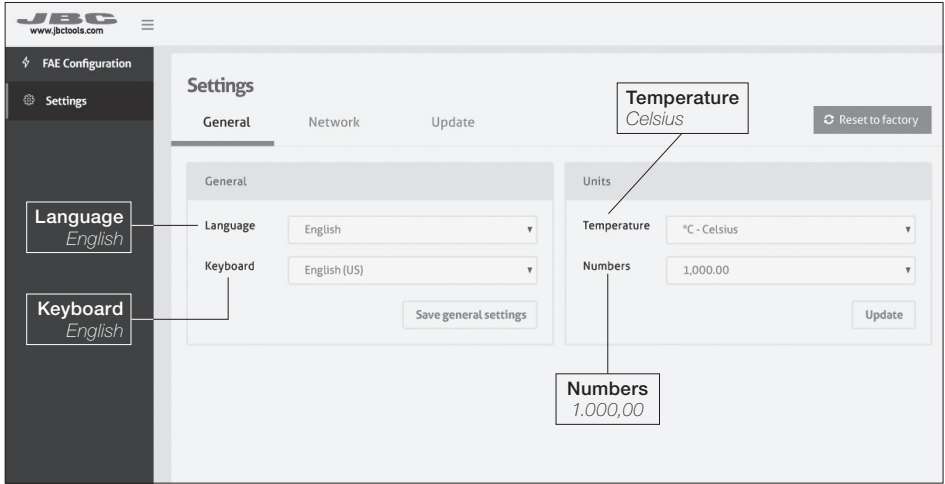 JBC
www.jbctools.com
FAE Configuration
Settings
Settings
General Network Update
Reset to factory
Temperature
Celsius
General
Language English
Keyboard English (US)
Save general settings
Units
Temperature °C - Celsius
Numbers 1,000.00
Update
Language
English
Keyboard
English
Numbers
1.000,00